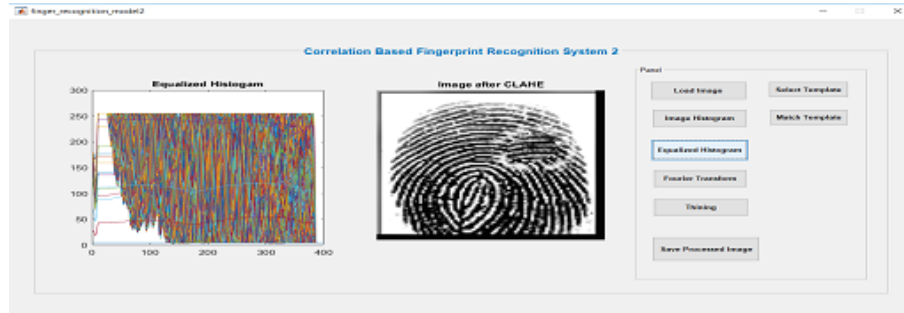 finger_recognition_model2
Correlation Based Fingerprint Recognition System 2
Equalized Histogam
300
250
200
150
100
50
0
0 100 200 300 400
Image after CLAHE
Panel
Load Image
Select Template
Image Histogram
Match Template
Equalized Histogram
Fourier Transform
Thining
Save Processed Image